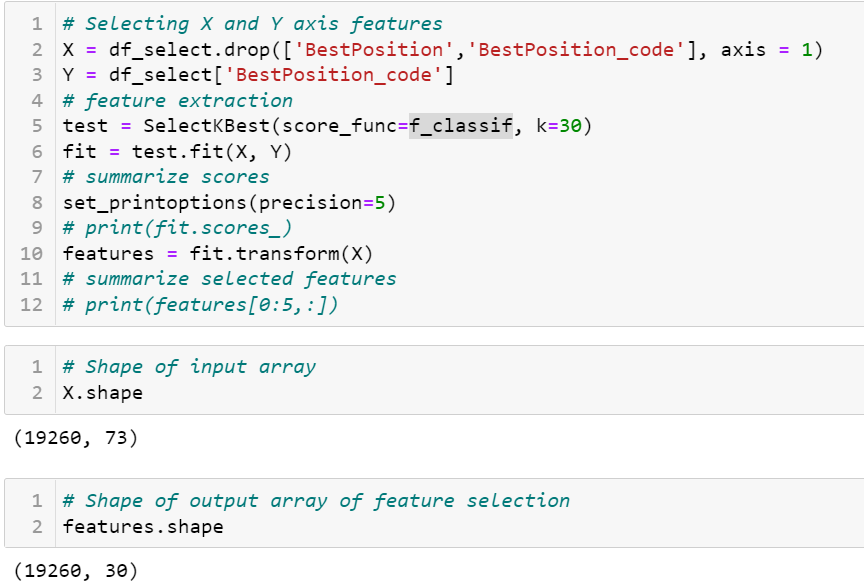 1 # Selecting X and Y axis features
2 X = df_select.drop(['BestPosition','BestPosition_code'], axis = 1)
3 Y = df_select['BestPosition_code']
4 # feature extraction
5 test = SelectKBest(score_func=f_classif, k=30)
6 fit = test.fit(X, Y)
7 # summarize scores
8 set_printoptions(precision=5)
9 # print(fit.scores_)
10 features = fit.transform(X)
11 # summarize selected features
12 # print(features[0:5,:])
1 # Shape of input array
2 X.shape
(19260, 73)
1 # Shape of output array of feature selection
2 features.shape
(19260, 30)